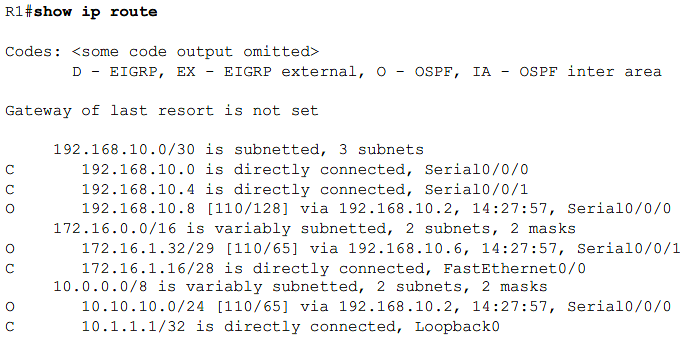 R1#show ip route
Codes: <some code output omitted>
D - EIGRP, EX - EIGRP external, O - OSPF, IA - OSPF inter area
Gateway of last resort is not set
192.168.10.0/30 is subnetted, 3 subnets
C 192.168.10.0 is directly connected, Serial0/0/0
C 192.168.10.4 is directly connected, Serial0/0/1
O 192.168.10.8 [110/128] via 192.168.10.2, 14:27:57, Serial0/0/0
172.16.0.0/16 is variably subnetted, 2 subnets, 2 masks
O 172.16.1.32/29 [110/65] via 192.168.10.6, 14:27:57, Serial0/0/1
C 172.16.1.16/28 is directly connected, FastEthernet0/0
10.0.0.0/8 is variably subnetted, 2 subnets, 2 masks
O 10.10.10.0/24 [110/65] via 192.168.10.2, 14:27:57, Serial0/0/0
C 10.1.1.1/32 is directly connected, Loopback0